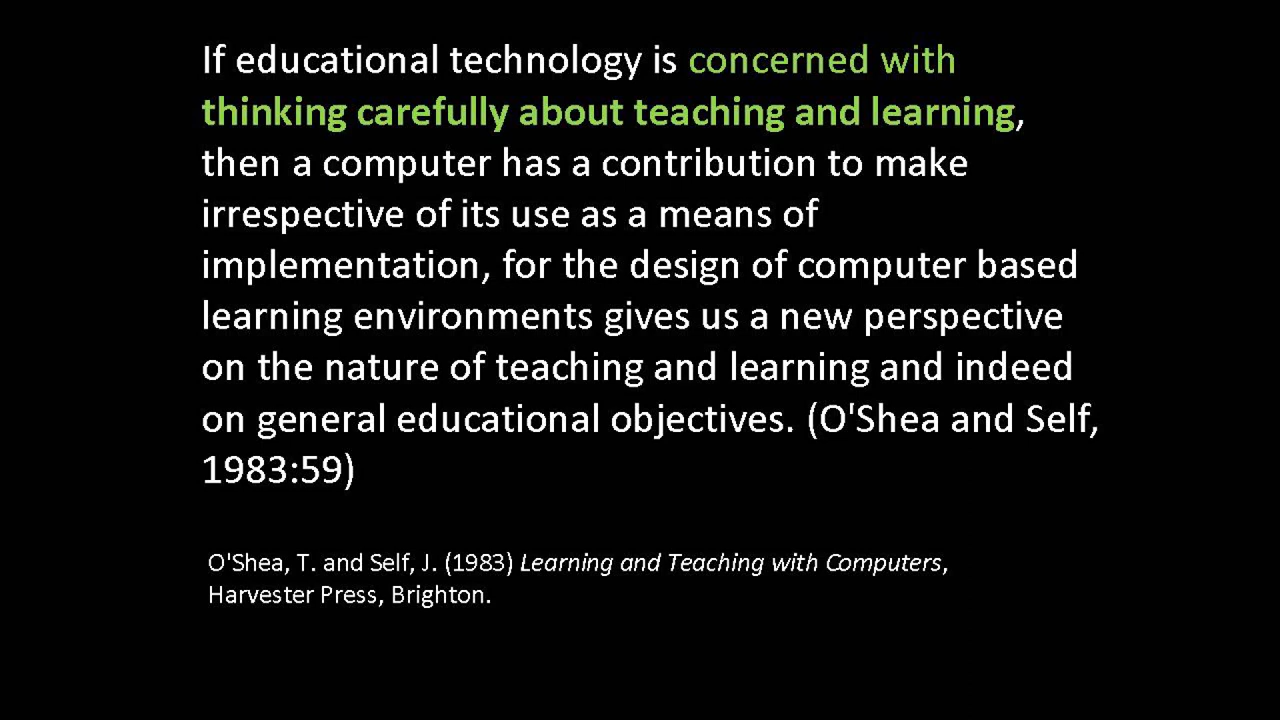 If educational technology is concerned with
thinking carefully about teaching and learning,
then a computer has a contribution to make
irrespective of its use as a means of
implementation, for the design of computer based
learning environments gives us a new perspective
on the nature of teaching and learning and indeed
on general educational objectives. (O'Shea and Self,
1983:59)
O'Shea, T. and Self, J. (1983) Learning and Teaching with Computers,
Harvester Press, Brighton.